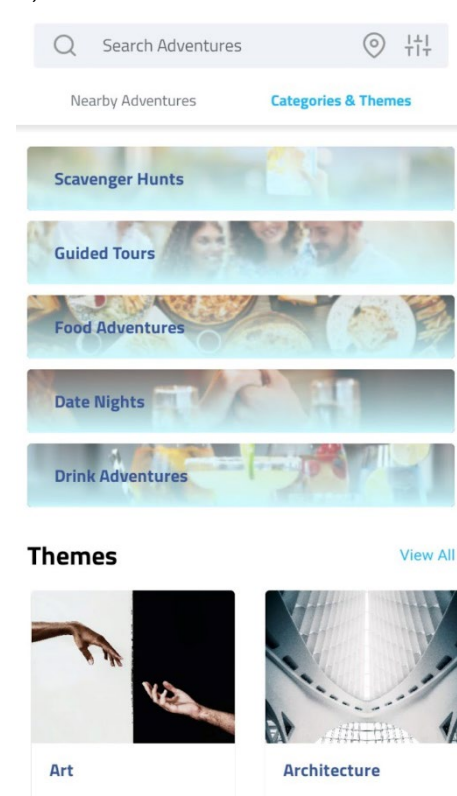 Search Adventures
Nearby Adventures Categories & Themes
Scavenger Hunts
Guided Tours
Food Adventures
Date Nights
Drink Adventures
Themes View All
Art Architecture